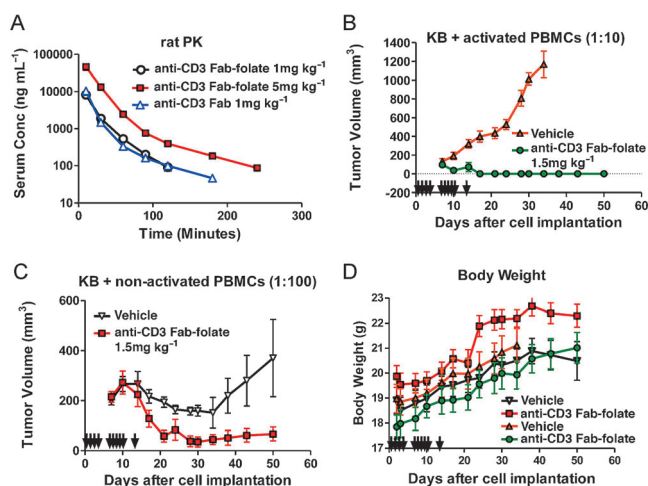 A
rat PK
Serum Conc (ng mL⁻¹)
100000
10000
1000
100
10
anti-CD3 Fab-folate 1mg kg⁻¹
anti-CD3 Fab-folate 5mg kg⁻¹
anti-CD3 Fab 1mg kg⁻¹
0 100 200 300
Time (Minutes)
B
KB + activated PBMCs (1:10)
Tumor Volume (mm³)
1400
1200
1000
800
600
400
200
0
-200
Vehicle
anti-CD3 Fab-folate
1.5mg kg⁻¹
0 10 20 30 40 50 60
Days after cell implantation
C
KB + non-activated PBMCs (1:100)
Tumor Volume (mm³)
600
400
200
0
Vehicle
anti-CD3 Fab-folate
1.5mg kg⁻¹
0 10 20 30 40 50 60
Days after cell implantation
D
Body Weight
Body Weight (g)
23
22
21
20
19
18
17
Vehicle
anti-CD3 Fab-folate
Vehicle
anti-CD3 Fab-folate
0 10 20 30 40 50 60
Days after cell implantation